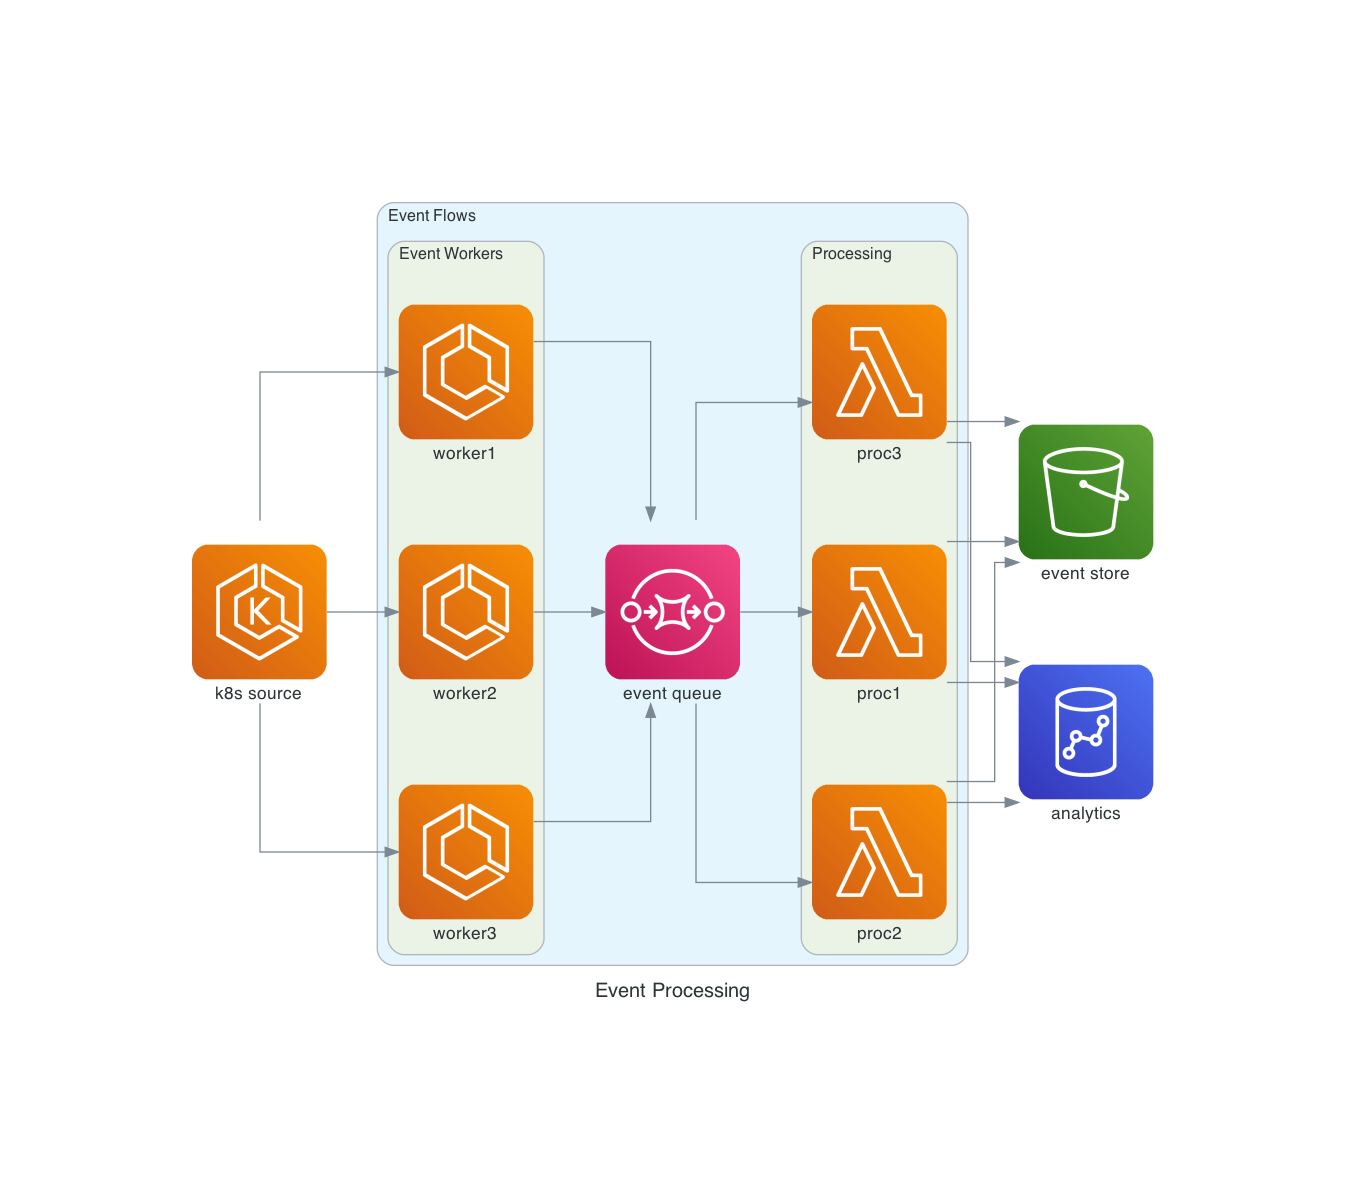 Event Flows
Event Workers
Processing
worker1
proc3
event store
K
k8s source
worker2
event queue
proc1
analytics
worker3
proc2
Event Processing